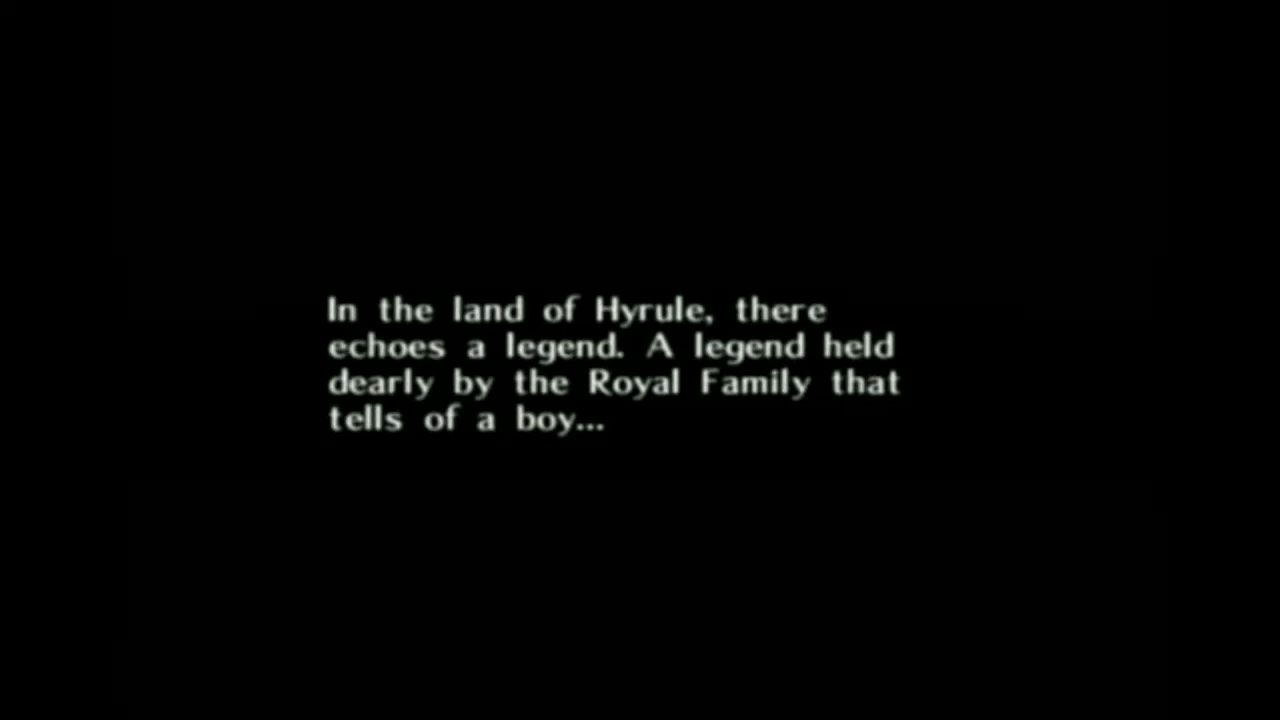 In the land of Hyrule, there
echoes a legend. A legend held
dearly by the Royal Family that
tells of a boy...